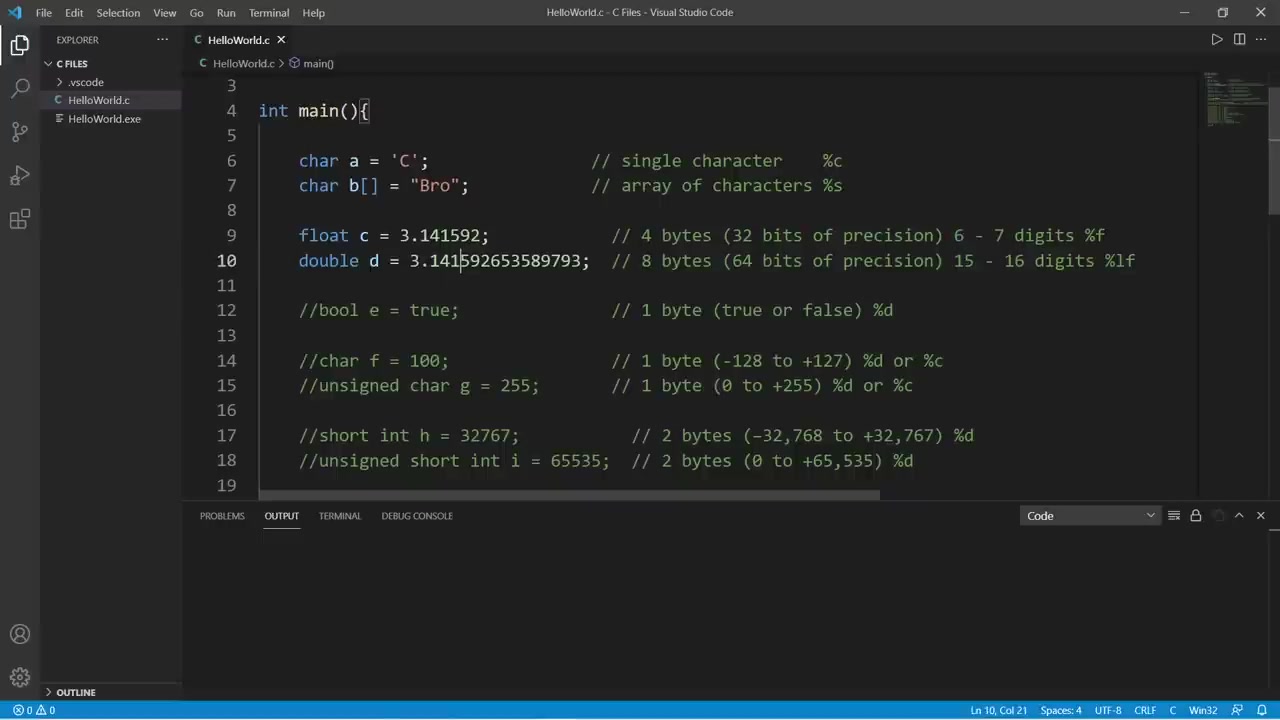 File Edit Selection View Go Run Terminal Help HelloWorld.c - C Files - Visual Studio Code
EXPLORER ··· C HelloWorld.c
C FILES HelloWorld.c > main()
.vscode
HelloWorld.c
HelloWorld.exe
3
4 int main(){
5
6 char a = 'C'; // single character %c
7 char b[] = "Bro"; // array of characters %s
8
9 float c = 3.141592; // 4 bytes (32 bits of precision) 6 - 7 digits %f
10 double d = 3.141592653589793; // 8 bytes (64 bits of precision) 15 - 16 digits %lf
11
12 //bool e = true; // 1 byte (true or false) %d
13
14 //char f = 100; // 1 byte (-128 to +127) %d or %c
15 //unsigned char g = 255; // 1 byte (0 to +255) %d or %c
16
17 //short int h = 32767; // 2 bytes (−32,768 to +32,767) %d
18 //unsigned short int i = 65535; // 2 bytes (0 to +65,535) %d
19
PROBLEMS OUTPUT TERMINAL DEBUG CONSOLE Code
OUTLINE
0 0 Ln 10, Col 21 Spaces: 4 UTF-8 CRLF C Win32